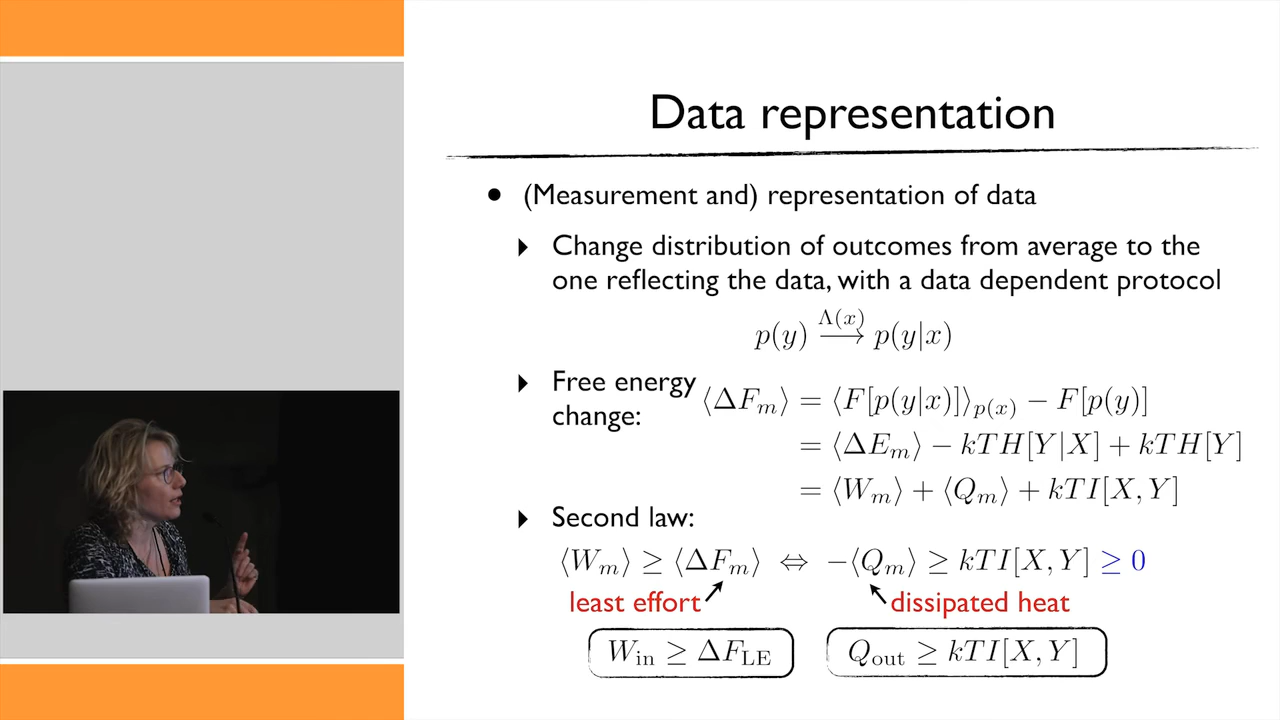 Data representation
• (Measurement and) representation of data
‣ Change distribution of outcomes from average to the
one reflecting the data, with a data dependent protocol
p(y) \overset{Λ(x)}{⟶} p(y|x)
‣ Free energy
change:
⟨ΔF_m⟩ = ⟨F[p(y|x)]⟩_{p(x)} − F[p(y)]
= ⟨ΔE_m⟩ − kTH[Y|X] + kTH[Y]
= ⟨W_m⟩ + ⟨Q_m⟩ + kTI[X, Y]
‣ Second law:
⟨W_m⟩ ≥ ⟨ΔF_m⟩ ⇔ −⟨Q_m⟩ ≥ kTI[X, Y] ≥ 0
least effort dissipated heat
W_in ≥ ΔF_LE Q_out ≥ kTI[X, Y]